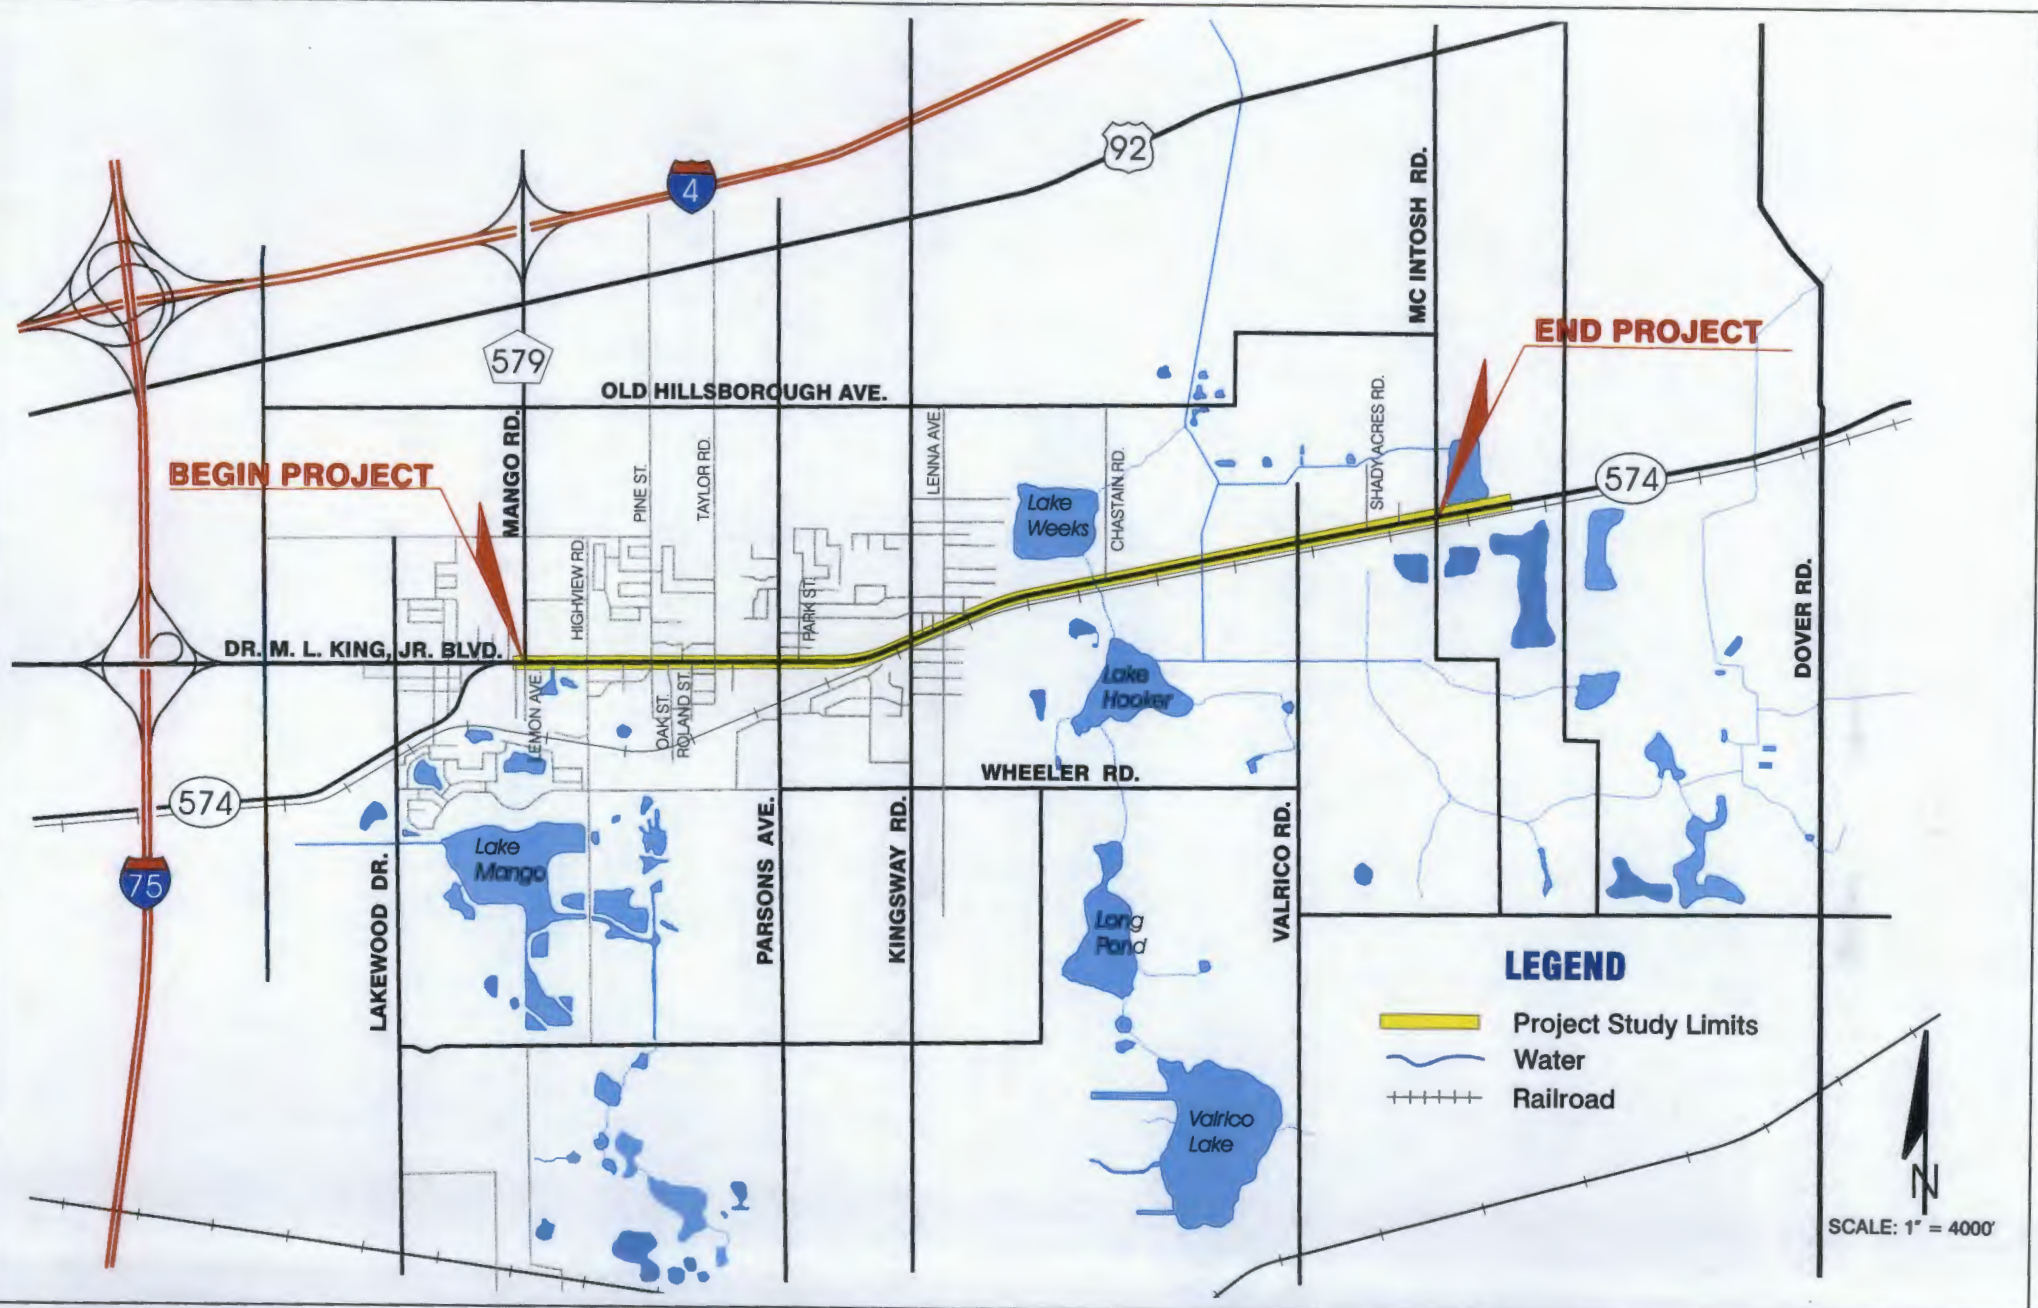 92
4
MC INTOSH RD.
END PROJECT
579
OLD HILLSBOROUGH AVE.
MANGO RD.
BEGIN PROJECT
PINE ST.
TAYLOR RD.
LENNA AVE.
CHASTAIN RD.
SHADY ACRES RD.
574
Lake
Weeks
HIGHVIEW RD.
PARK ST.
DOVER RD.
DR. M. L. KING, JR. BLVD.
LEMON AVE.
OAK ST.
ROLAND ST.
Lake
Hooker
WHEELER RD.
574
75
Lake
Mango
LAKEWOOD DR.
PARSONS AVE.
KINGSWAY RD.
VALRICO RD.
Long
Pond
LEGEND
Project Study Limits
Water
Railroad
Valrico
Lake
N
SCALE: 1" = 4000'